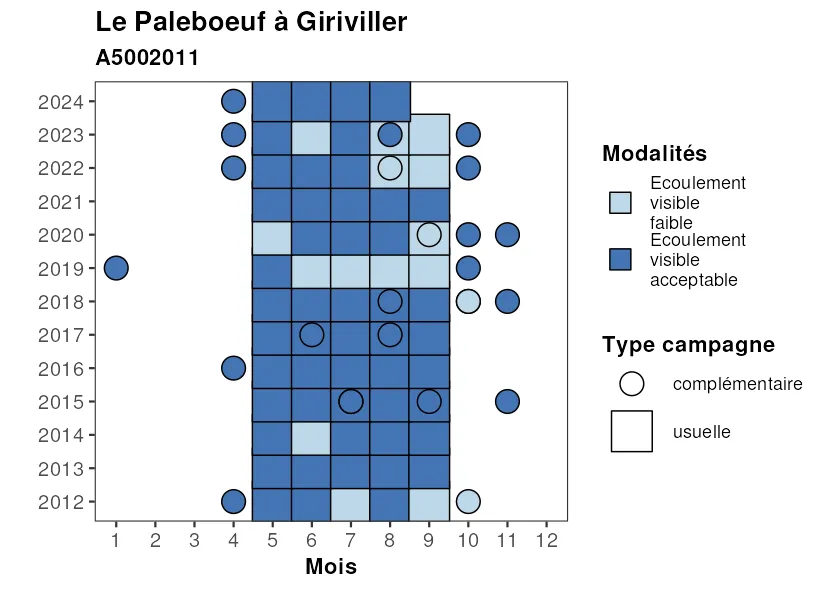 Le Paleboeuf à Giriviller
A5002011
2024
2023
2022
2021
2020
2019
2018
2017
2016
2015
2014
2013
2012
1 2 3 4 5 6 7 8 9 10 11 12
Mois
Modalités
Ecoulement
visible
faible
Ecoulement
visible
acceptable
Type campagne
complémentaire
usuelle